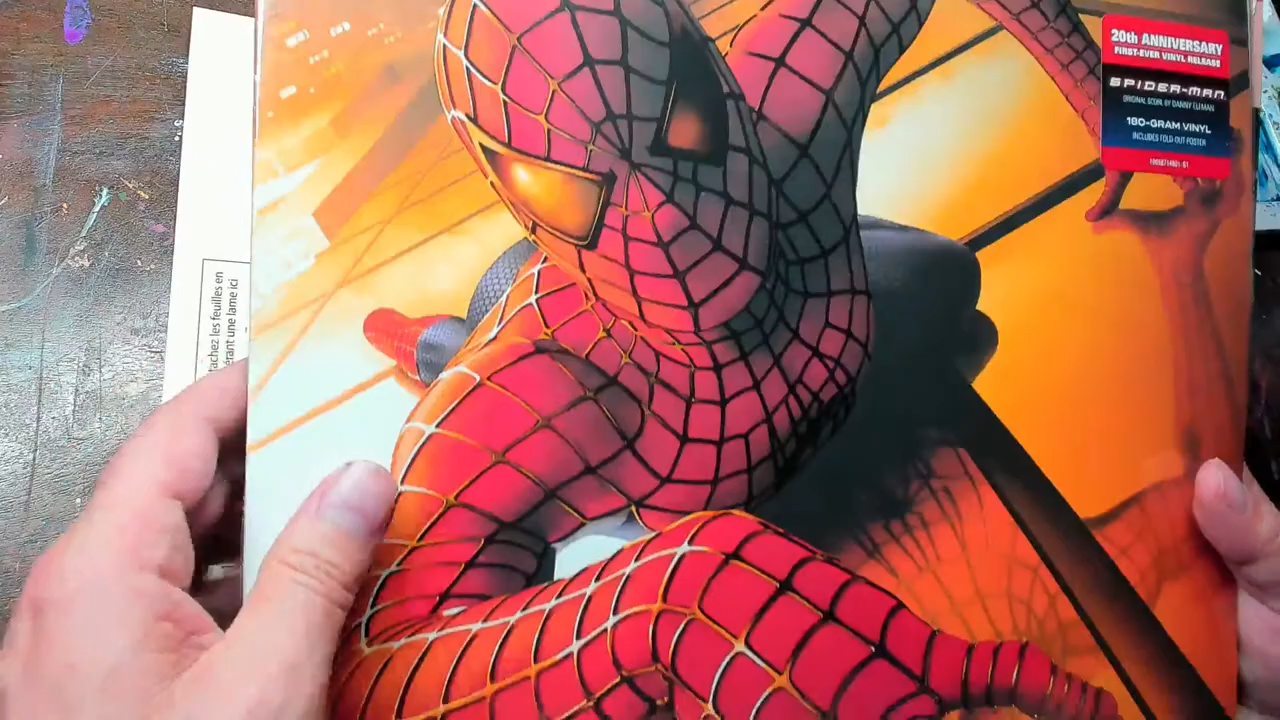 20th ANNIVERSARY
FIRST-EVER VINYL RELEASE
SPIDER-MAN
ORIGINAL SCORE BY DANNY ELFMAN
180-GRAM VINYL
INCLUDES FOLD-OUT POSTER
tachez les feuilles en
érant une lame ici